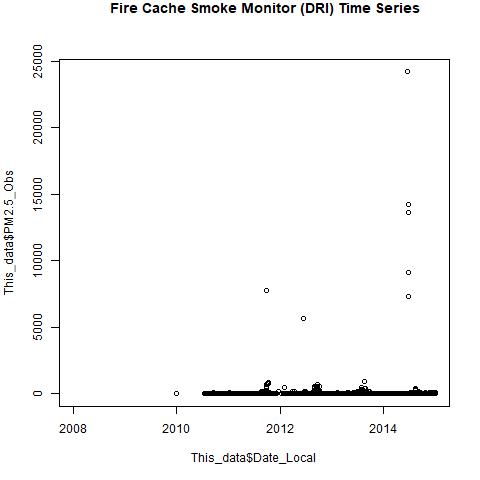 Fire Cache Smoke Monitor (DRI) Time Series
25000
20000
15000
10000
5000
0
This_data$PM2.5_Obs
2008 2010 2012 2014
This_data$Date_Local